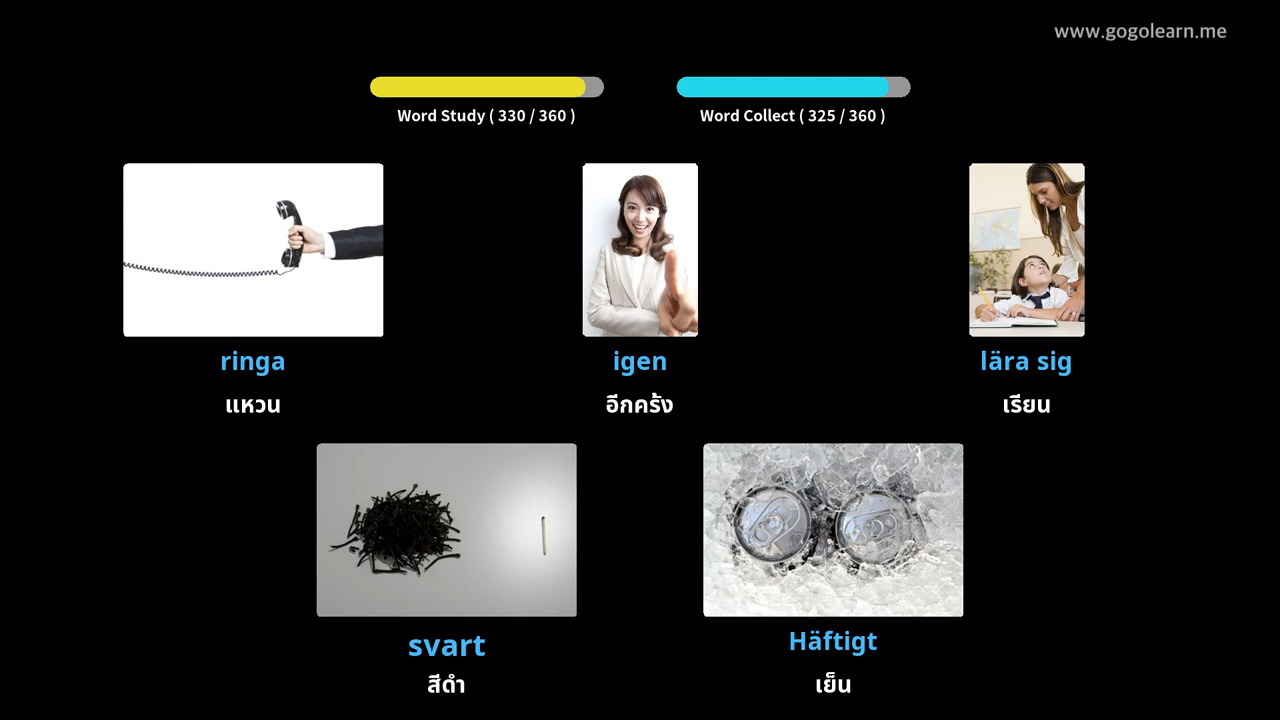 www.gogolearn.me
Word Study ( 330 / 360 )
Word Collect ( 325 / 360 )
ringa
igen
lära sig
แหวน
อีกครั้ง
เรียน
svart
Häftigt
สีดำ
เย็น